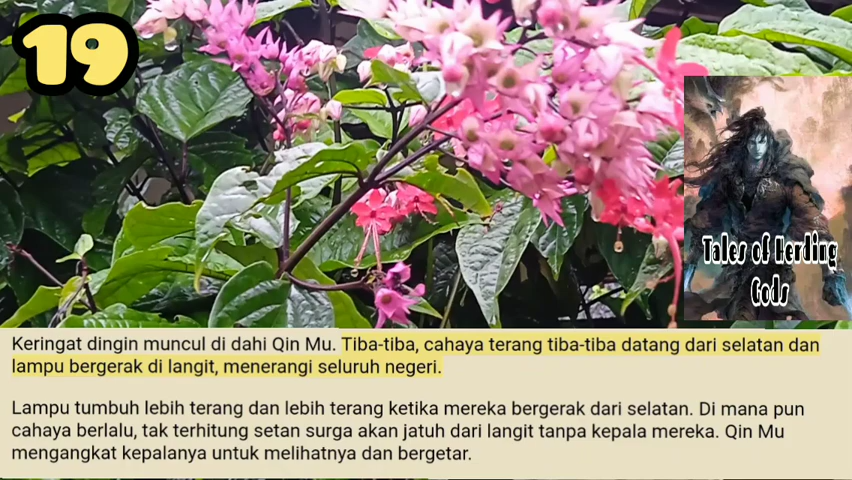 19
Tales of Herding
Gods
Keringat dingin muncul di dahi Qin Mu. Tiba-tiba, cahaya terang tiba-tiba datang dari selatan dan
lampu bergerak di langit, menerangi seluruh negeri.
Lampu tumbuh lebih terang dan lebih terang ketika mereka bergerak dari selatan. Di mana pun
cahaya berlalu, tak terhitung setan surga akan jatuh dari langit tanpa kepala mereka. Qin Mu
mengangkat kepalanya untuk melihatnya dan bergetar.